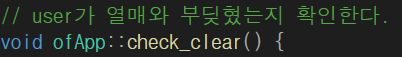 // user가 열매와 부딪혔는지 확인한다.
void ofApp::check_clear() {